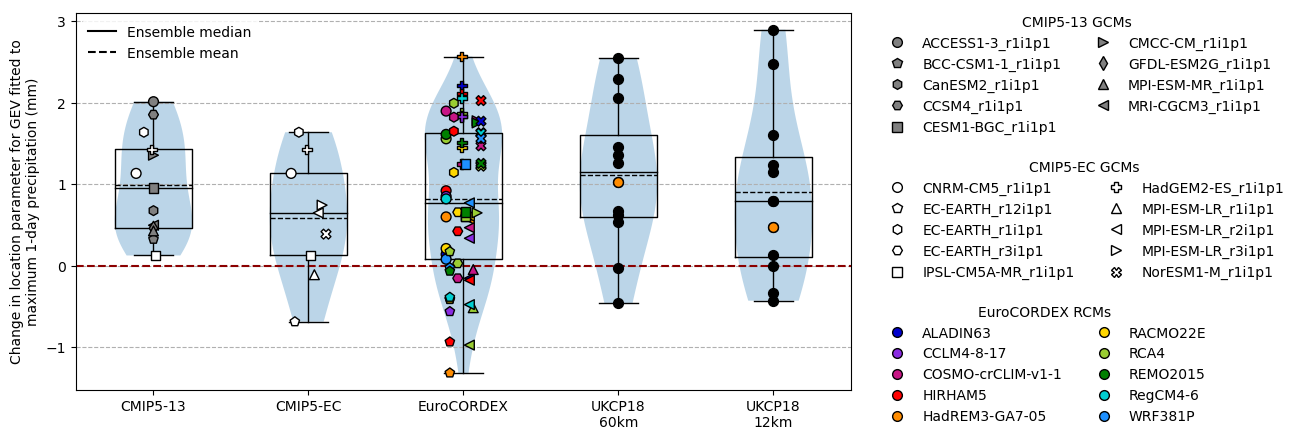 Change in location parameter for GEV fitted to
maximum 1-day precipitation (mm)
3
2
1
0
−1
Ensemble median
Ensemble mean
CMIP5-13
CMIP5-EC
EuroCORDEX
UKCP18
60km
UKCP18
12km
CMIP5-13 GCMs
ACCESS1-3_r1i1p1
BCC-CSM1-1_r1i1p1
CanESM2_r1i1p1
CCSM4_r1i1p1
CESM1-BGC_r1i1p1
CMCC-CM_r1i1p1
GFDL-ESM2G_r1i1p1
MPI-ESM-MR_r1i1p1
MRI-CGCM3_r1i1p1
CMIP5-EC GCMs
CNRM-CM5_r1i1p1
EC-EARTH_r12i1p1
EC-EARTH_r1i1p1
EC-EARTH_r3i1p1
IPSL-CM5A-MR_r1i1p1
HadGEM2-ES_r1i1p1
MPI-ESM-LR_r1i1p1
MPI-ESM-LR_r2i1p1
MPI-ESM-LR_r3i1p1
NorESM1-M_r1i1p1
EuroCORDEX RCMs
ALADIN63
CCLM4-8-17
COSMO-crCLIM-v1-1
HIRHAM5
HadREM3-GA7-05
RACMO22E
RCA4
REMO2015
RegCM4-6
WRF381P